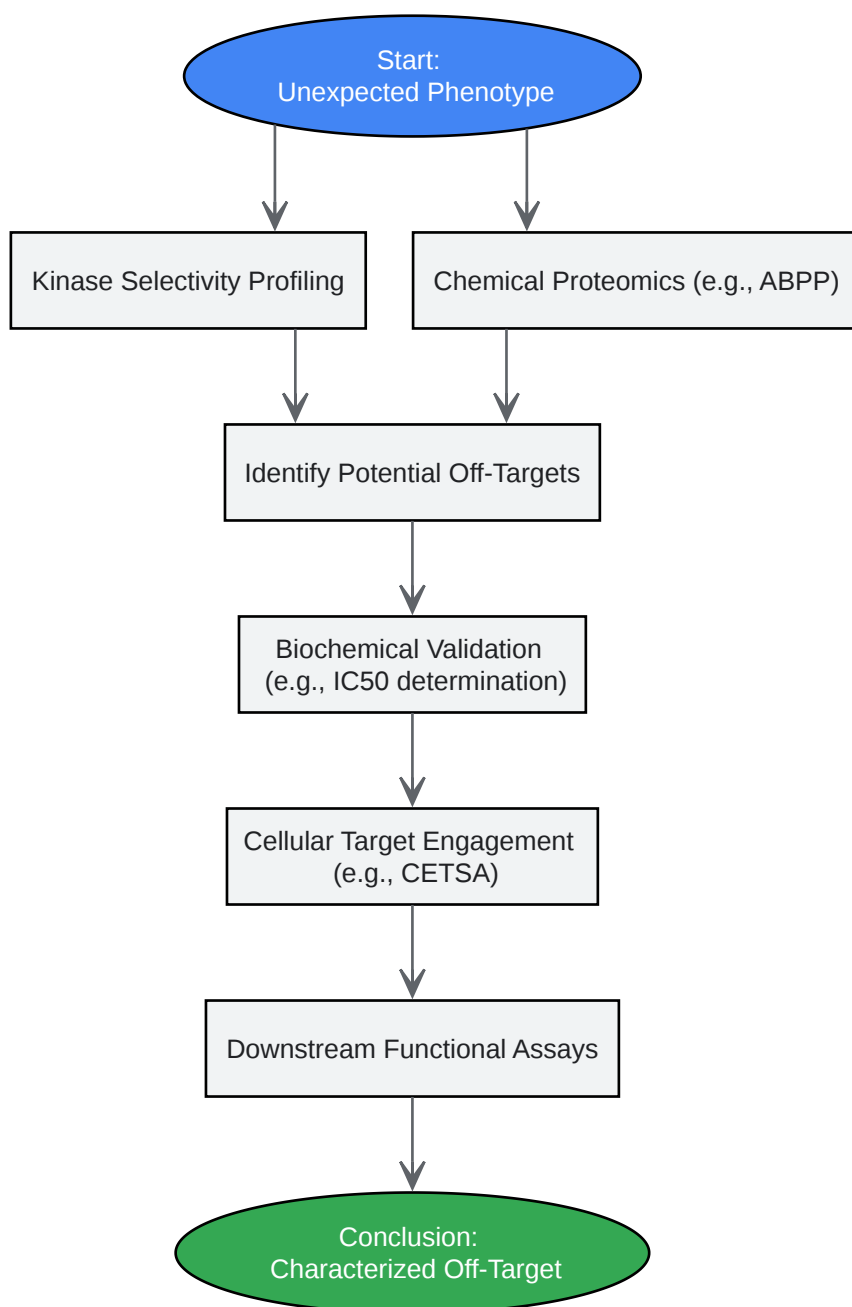 Start:
Unexpected Phenotype
Kinase Selectivity Profiling
Chemical Proteomics (e.g., ABPP)
Identify Potential Off-Targets
Biochemical Validation
(e.g., IC50 determination)
Cellular Target Engagement
(e.g., CETSA)
Downstream Functional Assays
Conclusion:
Characterized Off-Target